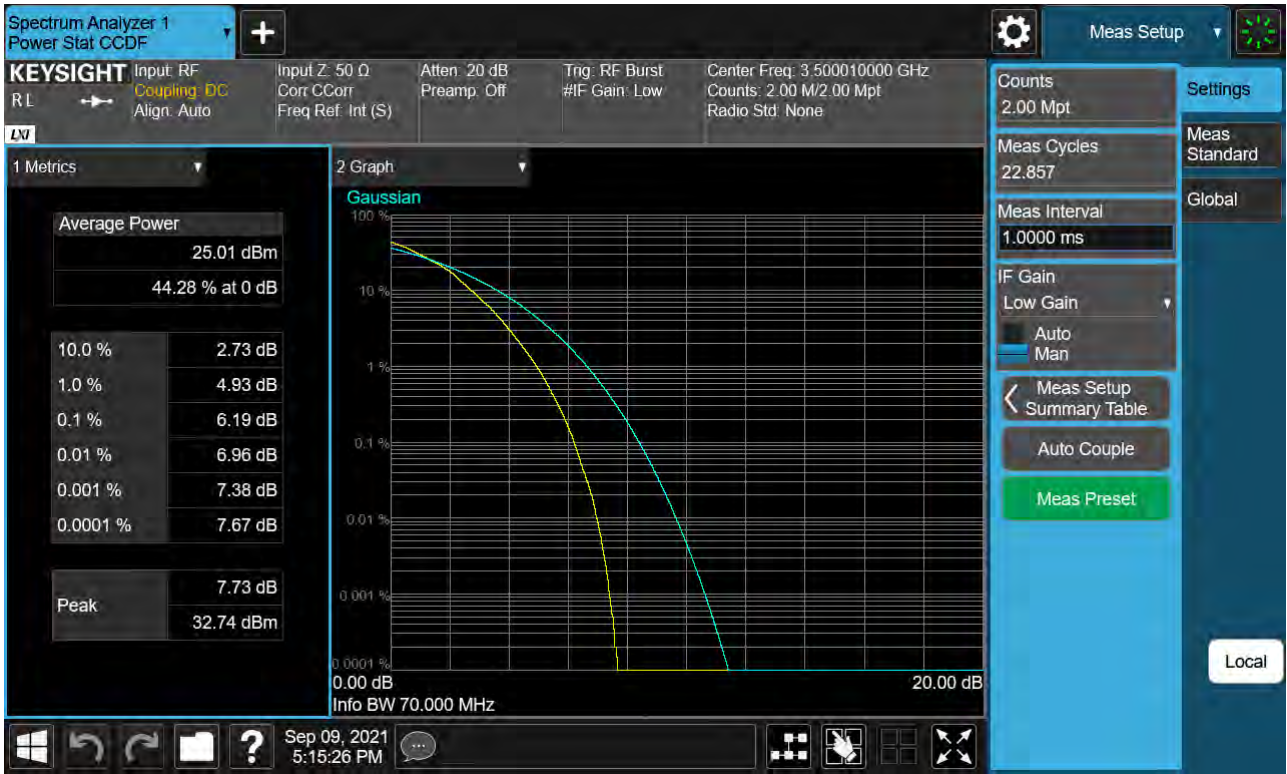 Spectrum Analyzer 1
Power Stat CCDF
+
Meas Setup
KEYSIGHT
RL
LXI
Input: RF
Coupling: DC
Align: Auto
Input Z: 50 Ω
Corr CCorr
Freq Ref: Int (S)
Atten: 20 dB
Preamp: Off
Trig: RF Burst
#IF Gain: Low
Center Freq: 3.500010000 GHz
Counts: 2.00 M/2.00 Mpt
Radio Std: None
1 Metrics
Average Power
25.01 dBm
44.28 % at 0 dB
10.0 % 2.73 dB
1.0 % 4.93 dB
0.1 % 6.19 dB
0.01 % 6.96 dB
0.001 % 7.38 dB
0.0001 % 7.67 dB
Peak
7.73 dB
32.74 dBm
2 Graph
Gaussian
100 %
10 %
1 %
0.1 %
0.01 %
0.001 %
0.0001 %
0.00 dB 20.00 dB
Info BW 70.000 MHz
Counts
2.00 Mpt
Meas Cycles
22.857
Meas Interval
1.0000 ms
IF Gain
Low Gain
Auto
Man
Meas Setup
Summary Table
Auto Couple
Meas Preset
Settings
Meas
Standard
Global
Local
?
Sep 09, 2021
5:15:26 PM